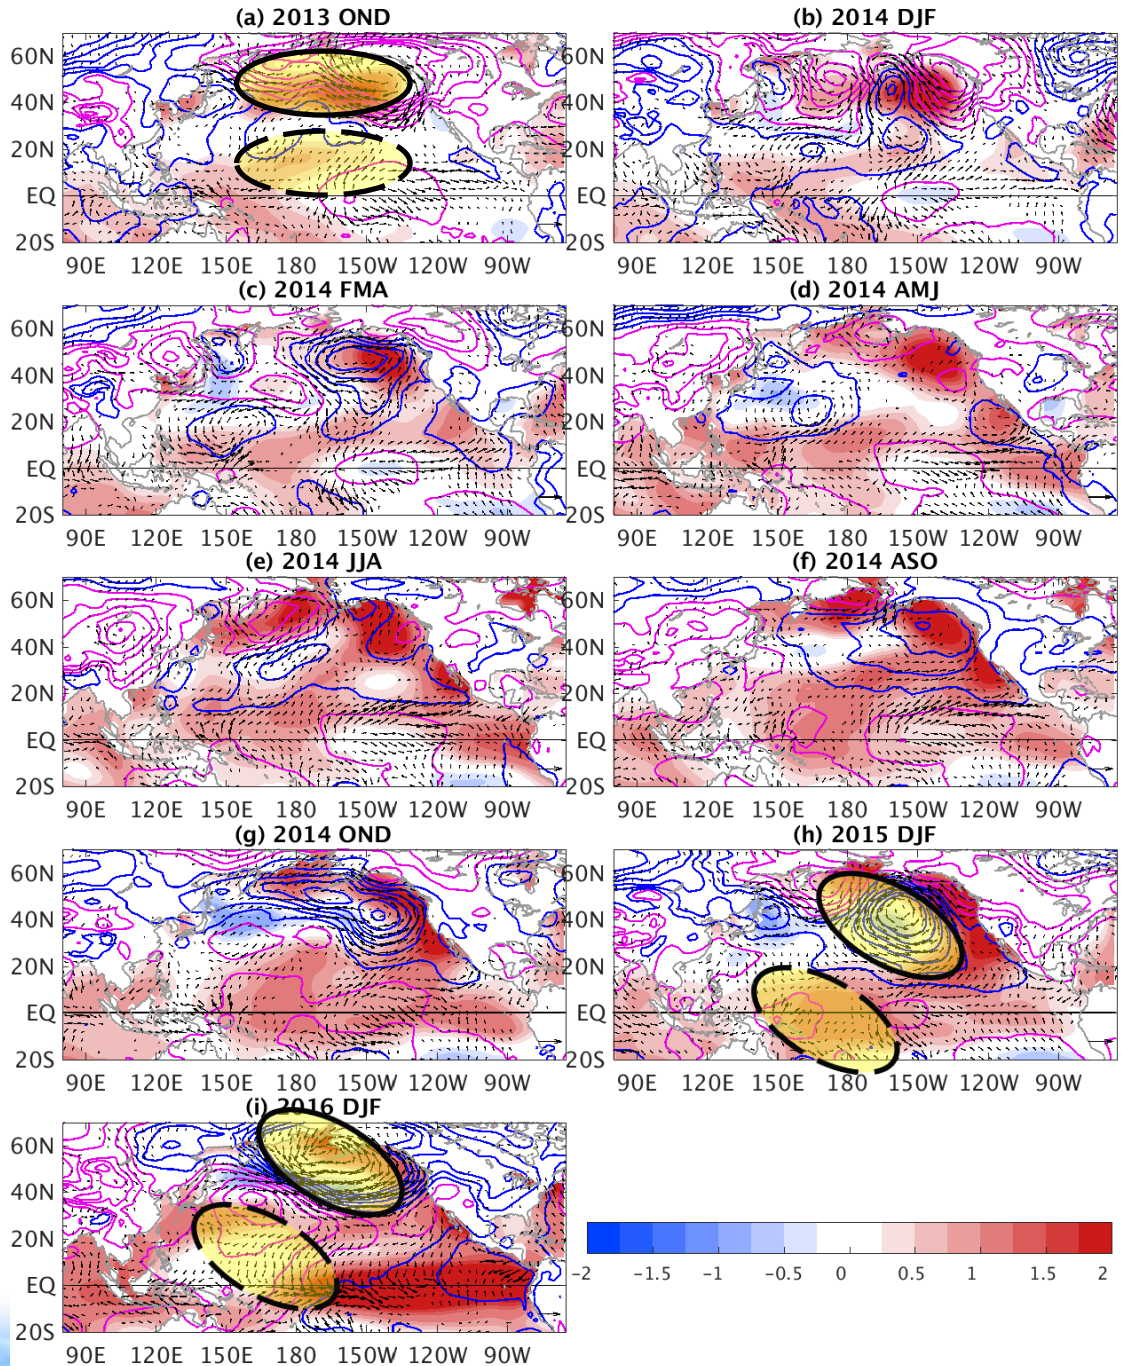 (a) 2013 OND (b) 2014 DJF
60N 60N
40N 40N
20N 20N
EQ EQ
20S 20S
90E 120E 150E 180 150W 120W 90W 90E 120E 150E 180 150W 120W 90W
(c) 2014 FMA (d) 2014 AMJ
60N 60N
40N 40N
20N 20N
EQ EQ
20S 20S
90E 120E 150E 180 150W 120W 90W 90E 120E 150E 180 150W 120W 90W
(e) 2014 JJA (f) 2014 ASO
60N 60N
40N 40N
20N 20N
EQ EQ
20S 20S
90E 120E 150E 180 150W 120W 90W 90E 120E 150E 180 150W 120W 90W
(g) 2014 OND (h) 2015 DJF
60N 60N
40N 40N
20N 20N
EQ EQ
20S 20S
90E 120E 150E 180 150W 120W 90W 90E 120E 150E 180 150W 120W 90W
(i) 2016 DJF
60N
40N
20N
EQ
20S
90E 120E 150E 180 150W 120W 90W
−2 −1.5 −1 −0.5 0 0.5 1 1.5 2